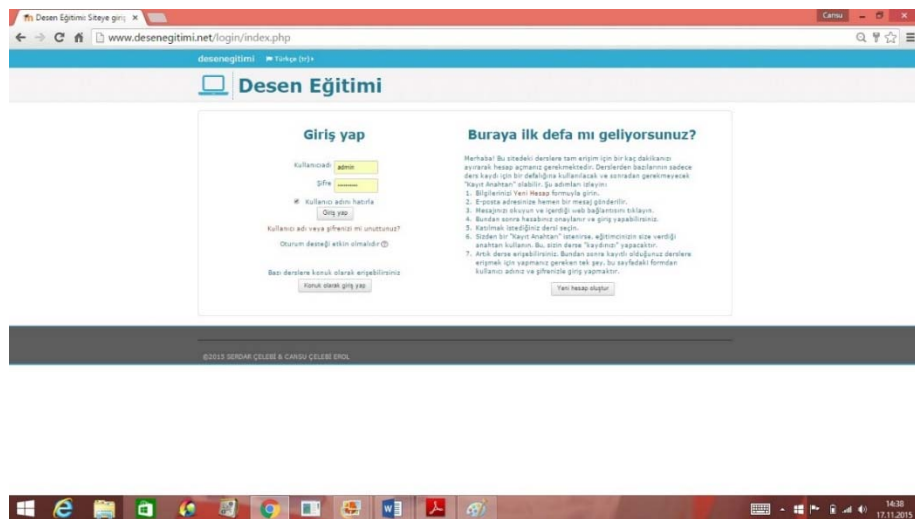 Desen Eğitimi: Siteye giriş
Cansu
www.desenegitimi.net/login/index.php
desenegitimi Türkçe (tr)
Desen Eğitimi
Giriş yap
Kullanıcıadı admin
Şifre
Kullanıcı adını hatırla
Giriş yap
Kullanıcı adı veya şifrenizi mi unuttunuz?
Oturum desteği etkin olmalıdır
Bazı derslere konuk olarak erişebilirsiniz
Konuk olarak giriş yap
Buraya ilk defa mı geliyorsunuz?
Merhaba! Bu sitedeki derslere tam erişim için bir kaç dakikanızı
ayırarak hesap açmanız gerekmektedir. Derslerden bazılarının sadece
ders kaydı için bir defalığına kullanılacak ve sonradan gerekmeyecek
"Kayıt Anahtarı" olabilir. Şu adımları izleyin:
1. Bilgilerinizi Yeni Hesap formuyla girin.
2. E-posta adresinize hemen bir mesaj gönderilir.
3. Mesajınızı okuyun ve içerdiği web bağlantısını tıklayın.
4. Bundan sonra hesabınız onaylanır ve giriş yapabilirsiniz.
5. Katılmak istediğiniz dersi seçin.
6. Sizden bir "Kayıt Anahtarı" istenirse, eğitimcinizin size verdiği
anahtarı kullanın. Bu, sizin derse "kaydınızı" yapacaktır.
7. Artık derse erişebilirsiniz. Bundan sonra kayıtlı olduğunuz derslere
erişmek için yapmanız gereken tek şey, bu sayfadaki formdan
kullanıcı adınız ve şifrenizle giriş yapmaktır.
Yeni hesap oluştur
©2015 SERDAR ÇELEBİ & CANSU ÇELEBİ EROL
14:38
17.11.2015